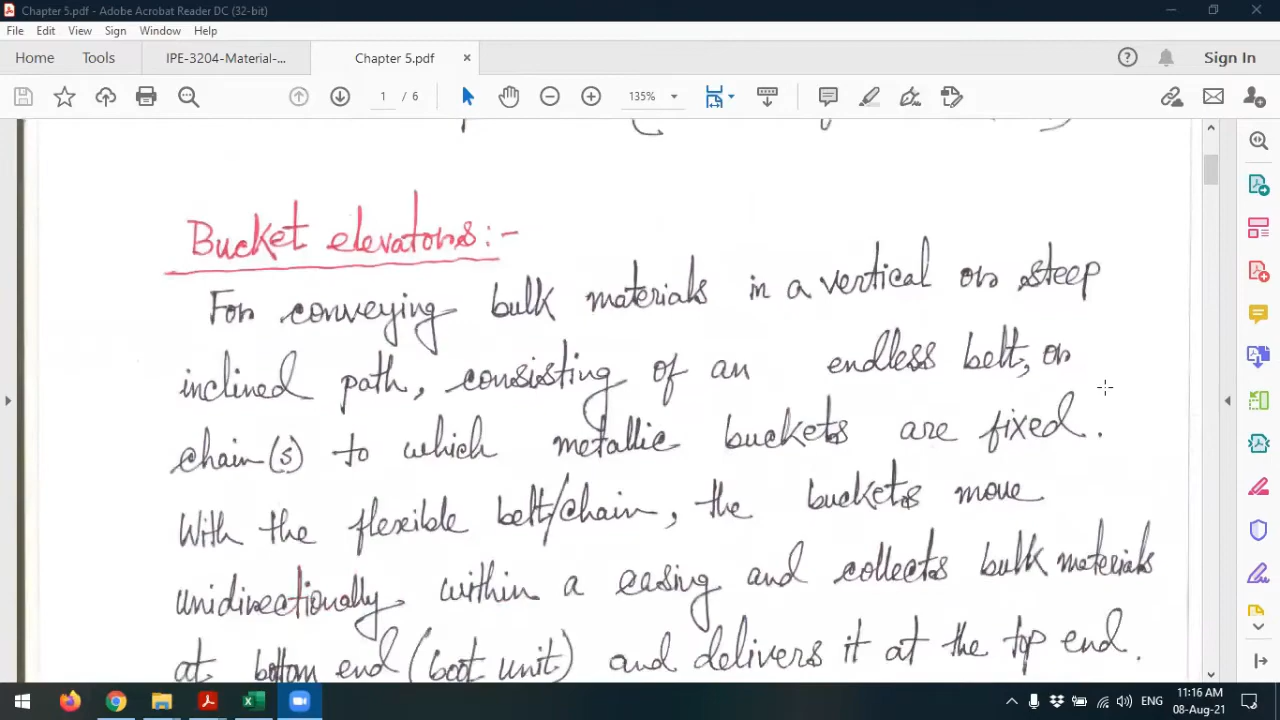 Chapter 5.pdf - Adobe Acrobat Reader DC (32-bit)
File Edit View Sign Window Help
Home Tools IPE-3204-Material-... Chapter 5.pdf × Sign In
1 / 6 135%
Bucket elevators:-
For conveying bulk materials in a vertical or steep
inclined path, consisting of an endless belt, or
chain(s) to which metallic buckets are fixed.
With the flexible belt/chain, the buckets move
unidirectionally within a casing and collects bulk materials
at bottom end (boot unit) and delivers it at the top end.
ENG 11:16 AM
08-Aug-21